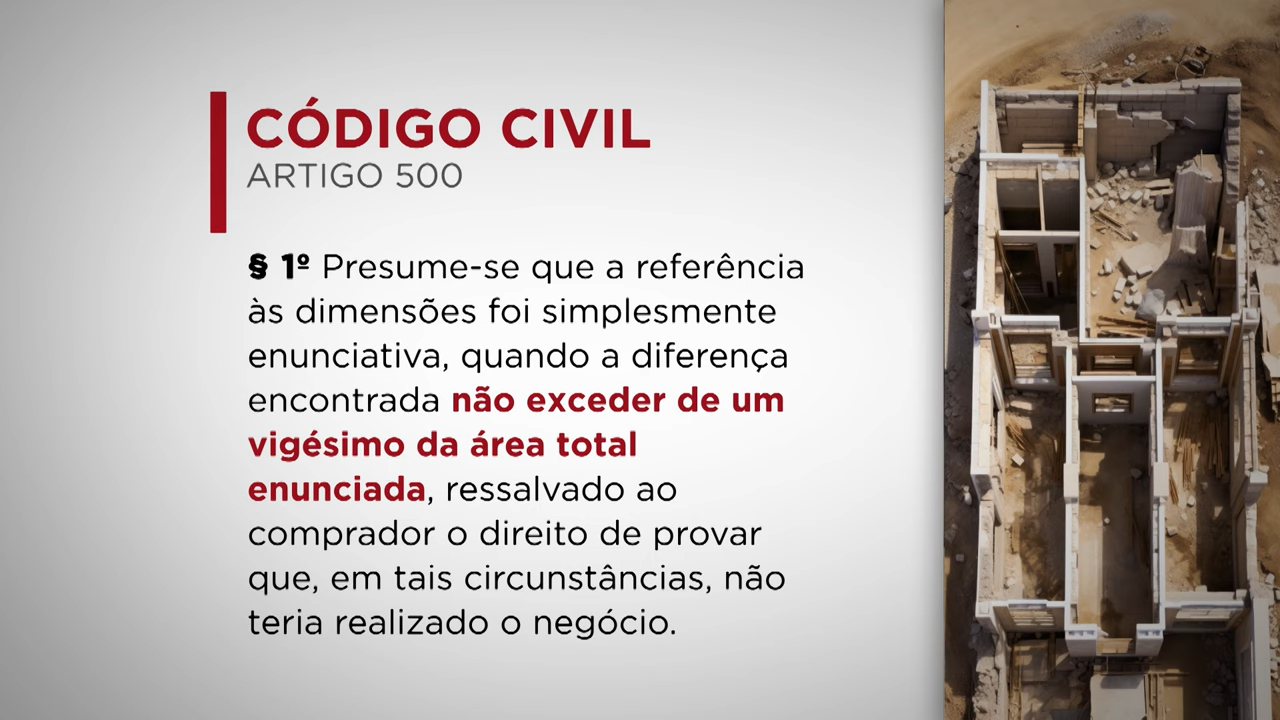 CÓDIGO CIVIL
ARTIGO 500
§ 1º Presume-se que a referência
às dimensões foi simplesmente
enunciativa, quando a diferença
encontrada não exceder de um
vigésimo da área total
enunciada, ressalvado ao
comprador o direito de provar
que, em tais circunstâncias, não
teria realizado o negócio.